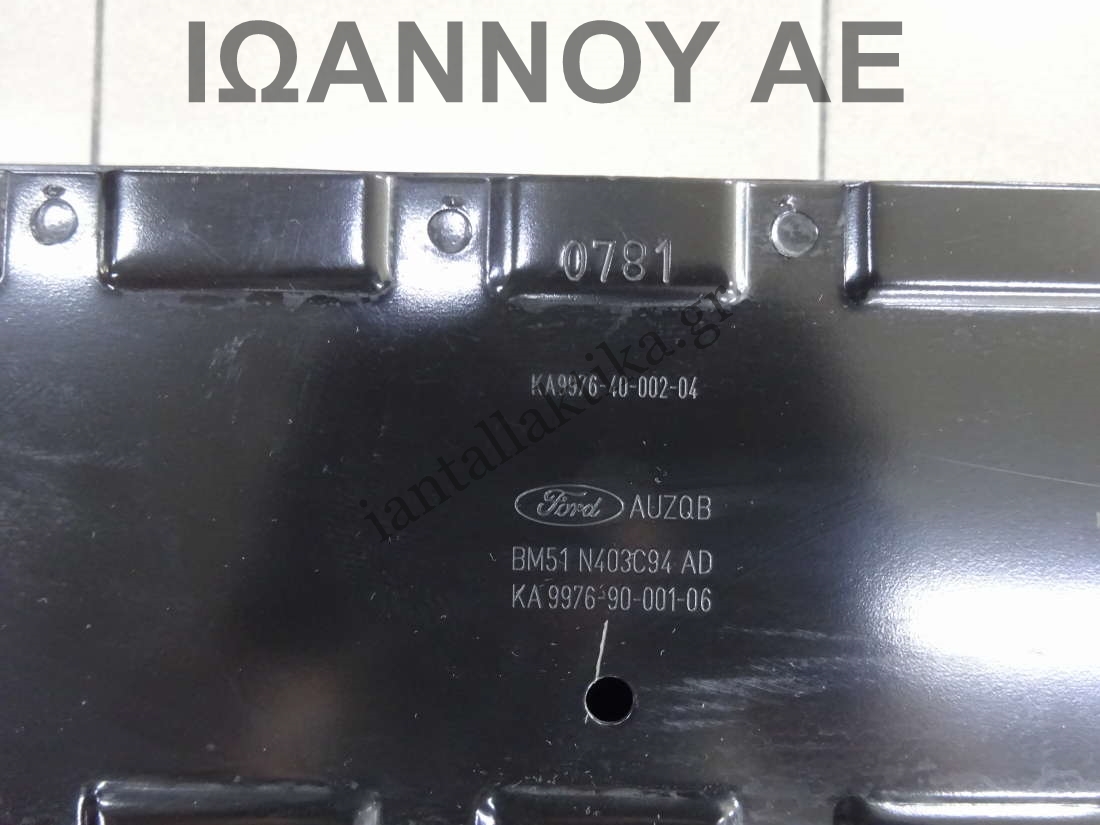 ΙΩΑΝΝΟΥ ΑΕ
0781
KA9976-40-002-04
Ford AUZQB
BM51 N403C94 AD
KA 9976-90-001-06
iantallaktika.gr